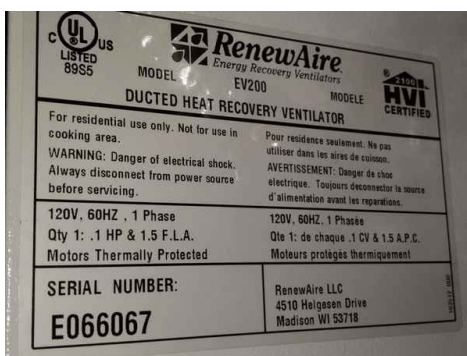 C UL US
LISTED
89S5
RenewAire
Energy Recovery Ventilators
MODEL EV200 MODELE
DUCTED HEAT RECOVERY VENTILATOR
® 2100
HVI
CERTIFIED
For residential use only. Not for use in
cooking area.
WARNING: Danger of electrical shock.
Always disconnect from power source
before servicing.
Pour residence seulement. Ne pas
utiliser dans les aires de cuisson.
AVERTISSEMENT: Danger de choc
electrique. Toujours deconnector la source
d'alimentation avant les reparations.
120V, 60HZ , 1 Phase
Qty 1: .1 HP & 1.5 F.L.A.
Motors Thermally Protected
120V, 60HZ, 1 Phasée
Qte 1: de chaque .1 CV & 1.5 A.P.C.
Moteurs protegés thermiquement
SERIAL NUMBER:
E066067
RenewAire LLC
4510 Helgesen Drive
Madison WI 53718